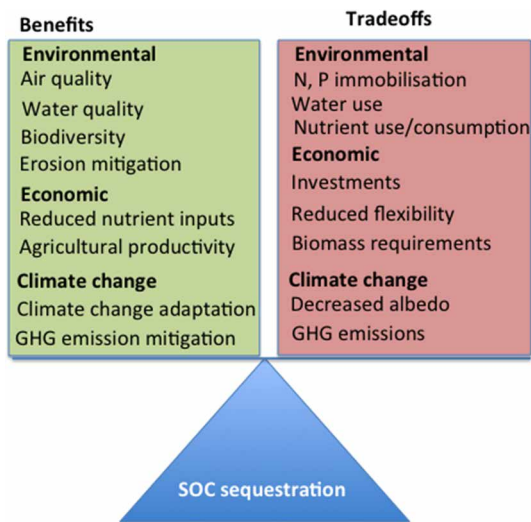 Benefits
Environmental
Air quality
Water quality
Biodiversity
Erosion mitigation
Economic
Reduced nutrient inputs
Agricultural productivity
Climate change
Climate change adaptation
GHG emission mitigation
Tradeoffs
Environmental
N, P immobilisation
Water use
Nutrient use/consumption
Economic
Investments
Reduced flexibility
Biomass requirements
Climate change
Decreased albedo
GHG emissions
SOC sequestration